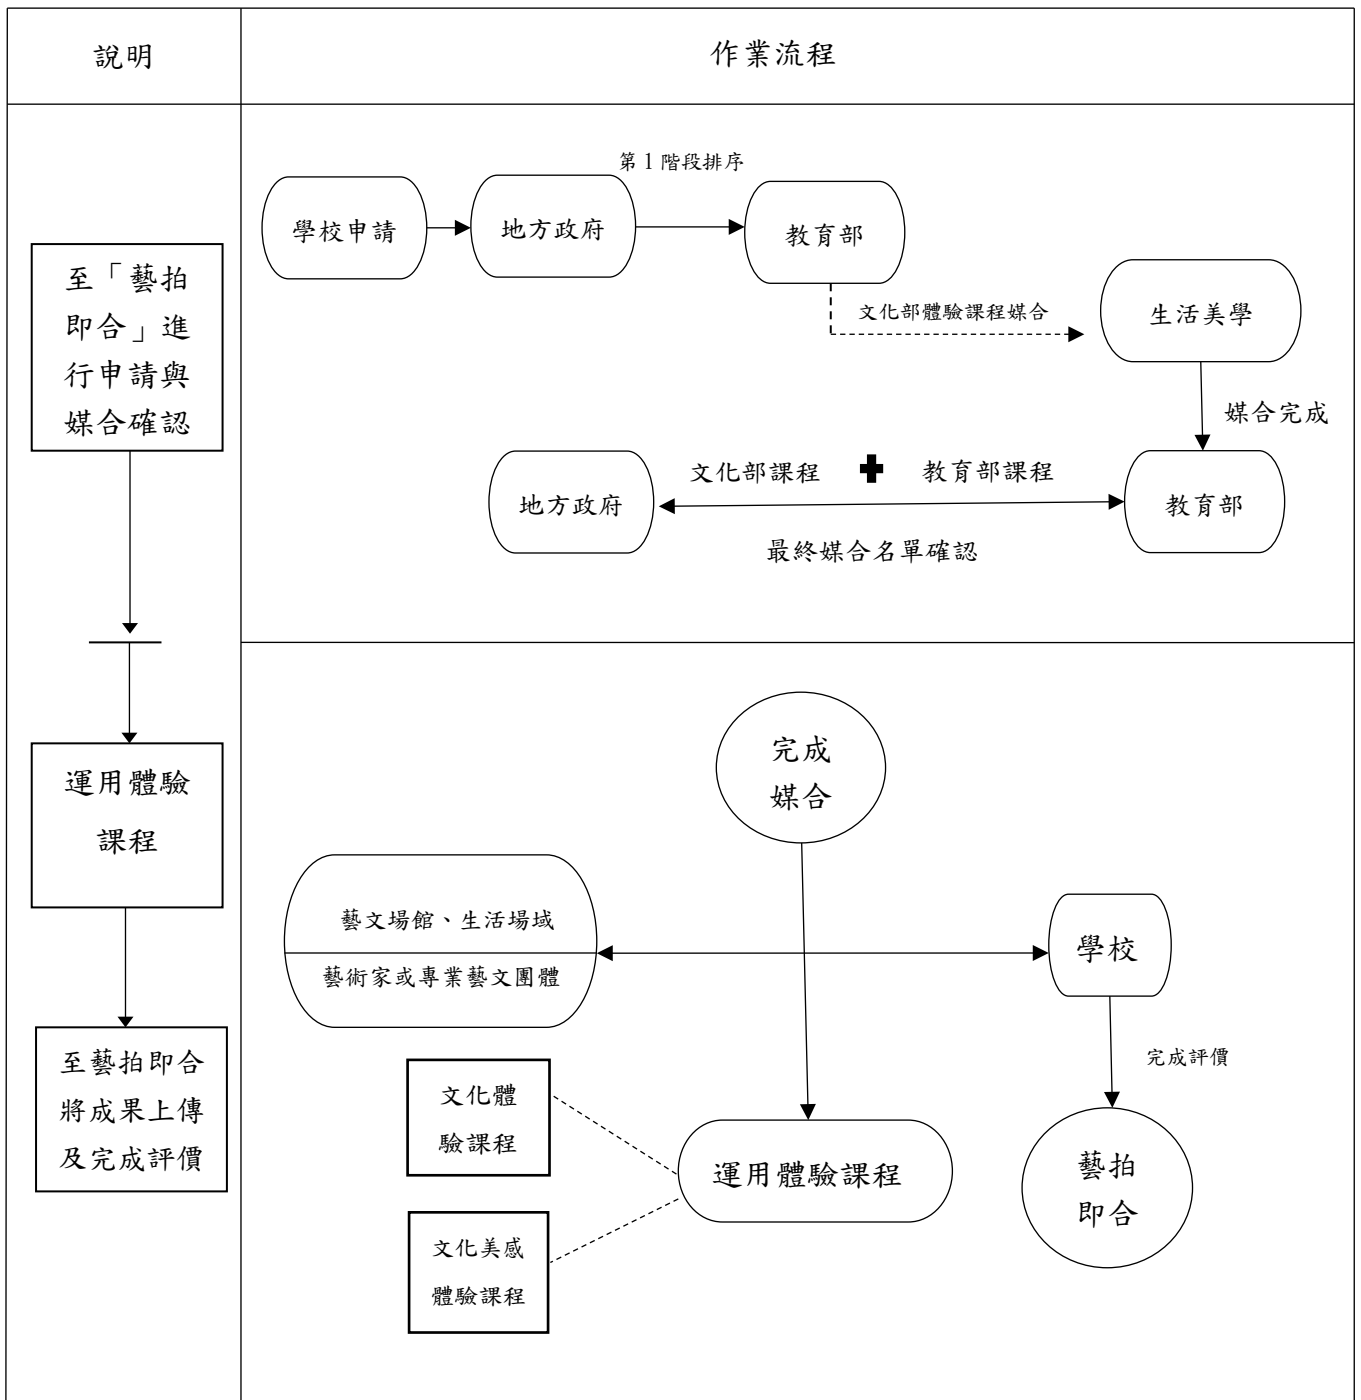 說明
作業流程
第1階段排序
學校申請
地方政府
教育部
至「藝拍
即合」進
行申請與
媒合確認
文化部體驗課程媒合
生活美學
媒合完成
文化部課程
教育部課程
地方政府
教育部
最終媒合名單確認
完成
媒合
運用體驗
課程
藝文場館、生活場域
藝術家或專業藝文團體
學校
至藝拍即合
將成果上傳
及完成評價
完成評價
文化體
驗課程
運用體驗課程
藝拍
即合
文化美感
體驗課程